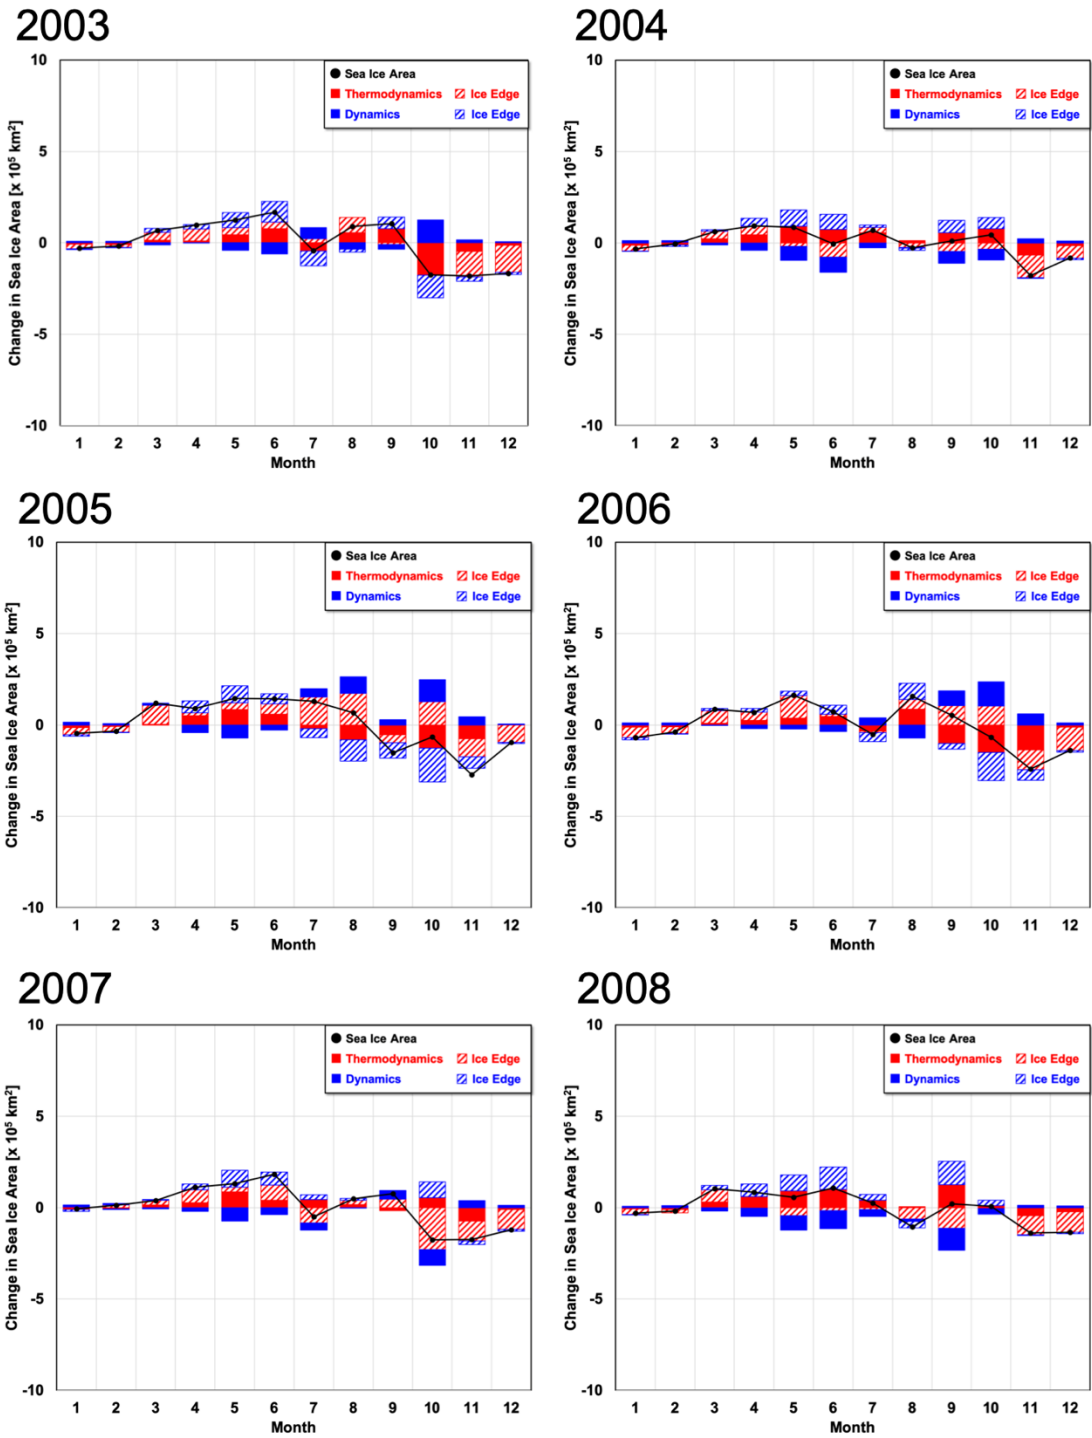 2003
10
5
0
-5
-10
Change in Sea Ice Area [x 10⁵ km²]
Sea Ice Area
Thermodynamics Ice Edge
Dynamics Ice Edge
1 2 3 4 5 6 7 8 9 10 11 12
Month
2004
10
5
0
-5
-10
Change in Sea Ice Area [x 10⁵ km²]
Sea Ice Area
Thermodynamics Ice Edge
Dynamics Ice Edge
1 2 3 4 5 6 7 8 9 10 11 12
Month
2005
10
5
0
-5
-10
Change in Sea Ice Area [x 10⁵ km²]
Sea Ice Area
Thermodynamics Ice Edge
Dynamics Ice Edge
1 2 3 4 5 6 7 8 9 10 11 12
Month
2006
10
5
0
-5
-10
Change in Sea Ice Area [x 10⁵ km²]
Sea Ice Area
Thermodynamics Ice Edge
Dynamics Ice Edge
1 2 3 4 5 6 7 8 9 10 11 12
Month
2007
10
5
0
-5
-10
Change in Sea Ice Area [x 10⁵ km²]
Sea Ice Area
Thermodynamics Ice Edge
Dynamics Ice Edge
1 2 3 4 5 6 7 8 9 10 11 12
Month
2008
10
5
0
-5
-10
Change in Sea Ice Area [x 10⁵ km²]
Sea Ice Area
Thermodynamics Ice Edge
Dynamics Ice Edge
1 2 3 4 5 6 7 8 9 10 11 12
Month